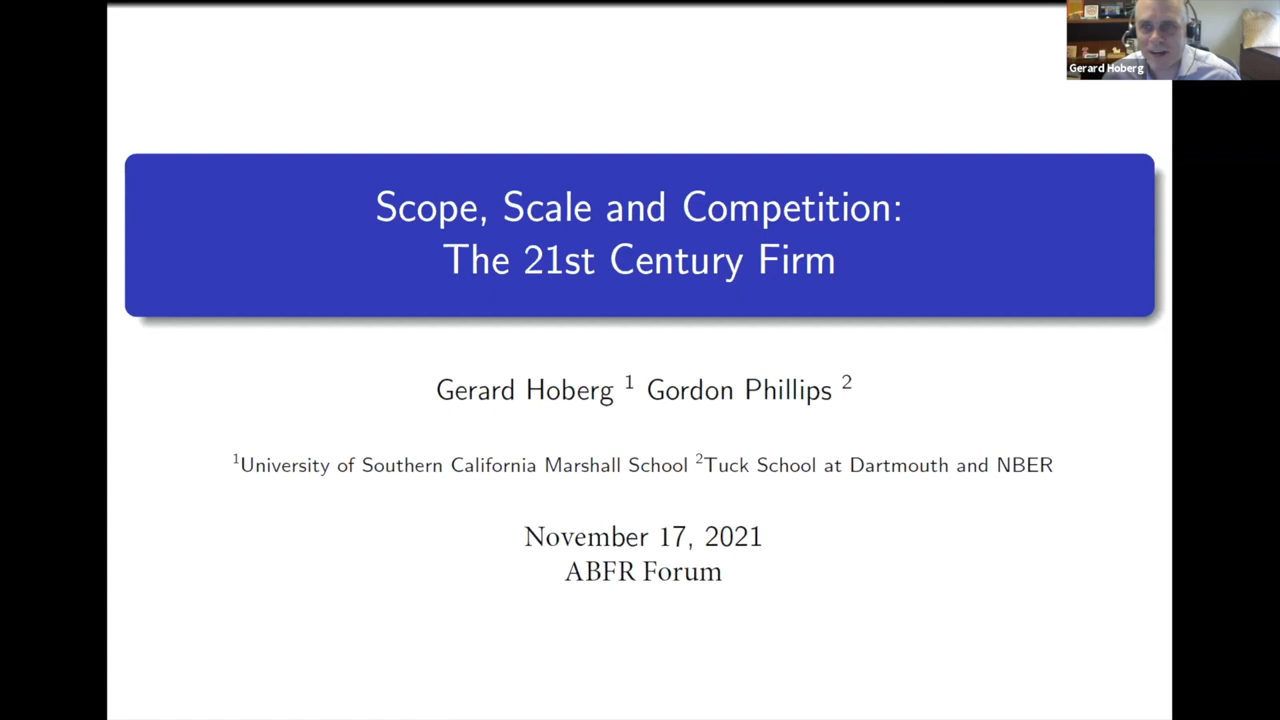 Gerard Hoberg
Scope, Scale and Competition:
The 21st Century Firm
Gerard Hoberg ¹ Gordon Phillips ²
¹University of Southern California Marshall School ²Tuck School at Dartmouth and NBER
November 17, 2021
ABFR Forum